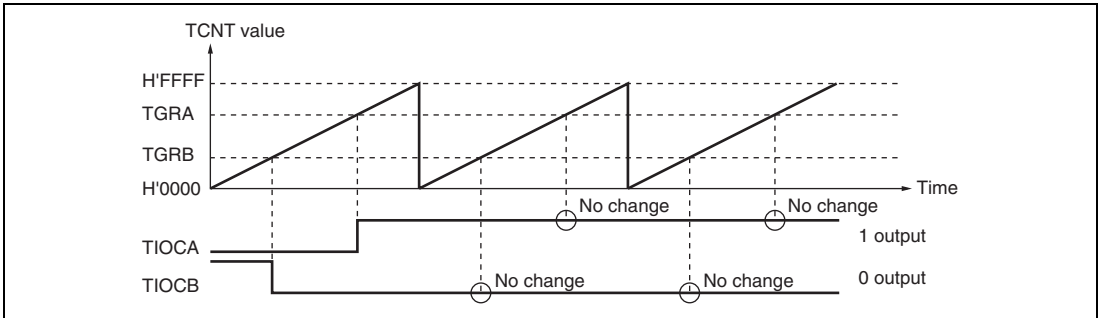 TCNT value
H'FFFF
TGRA
TGRB
H'0000
Time
No change
No change
1 output
TIOCA
No change
No change
0 output
TIOCB